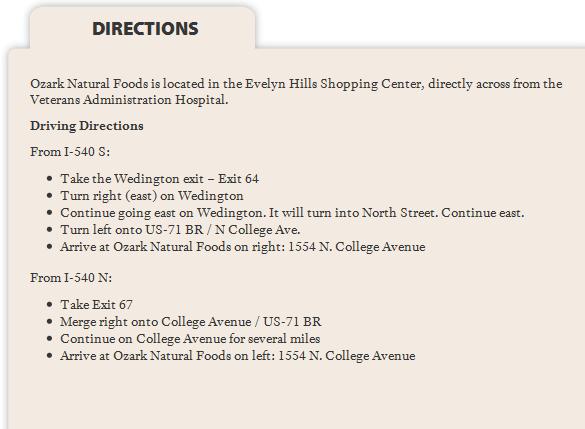 DIRECTIONS
Ozark Natural Foods is located in the Evelyn Hills Shopping Center, directly across from the
Veterans Administration Hospital.
Driving Directions
From I-540 S:
• Take the Wedington exit – Exit 64
• Turn right (east) on Wedington
• Continue going east on Wedington. It will turn into North Street. Continue east.
• Turn left onto US-71 BR / N College Ave.
• Arrive at Ozark Natural Foods on right: 1554 N. College Avenue
From I-540 N:
• Take Exit 67
• Merge right onto College Avenue / US-71 BR
• Continue on College Avenue for several miles
• Arrive at Ozark Natural Foods on left: 1554 N. College Avenue